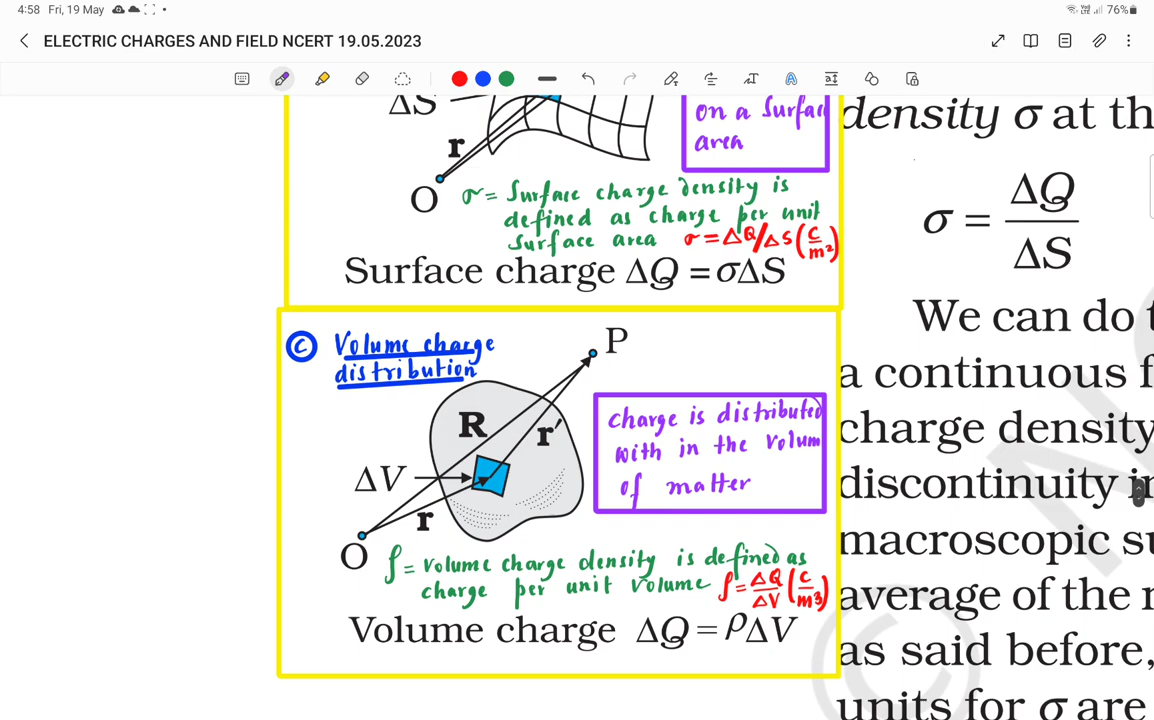 4:58 Fri, 19 May
76%
ELECTRIC CHARGES AND FIELD NCERT 19.05.2023
ΔS
r
O
on a Surfac
area
σ = Surface charge density is
defined as charge per unit
Surface area σ = ΔQ/ΔS (C/m²)
Surface charge ΔQ = σΔS
C Volume charge
distribution
P
R
r′
ΔV
r
O
charge is distributed
with in the Volum
of matter
ρ = volume charge density is defined as
charge per unit volume ρ = ΔQ/ΔV (C/m³)
Volume charge ΔQ = ρΔV
density σ at th
σ = ΔQ/ΔS
We can do t
a continuous f
charge density
discontinuity in
macroscopic su
average of the
as said before,
units for σ are